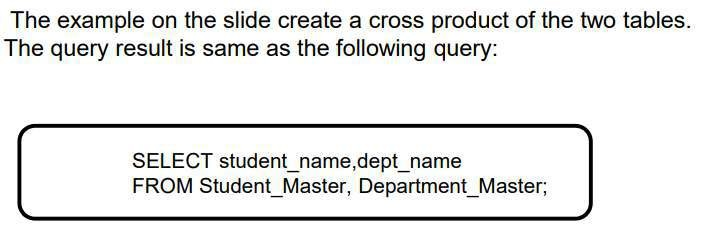 The example on the slide create a cross product of the two tables.
The query result is same as the following query:
SELECT student_name,dept_name
FROM Student_Master, Department_Master;